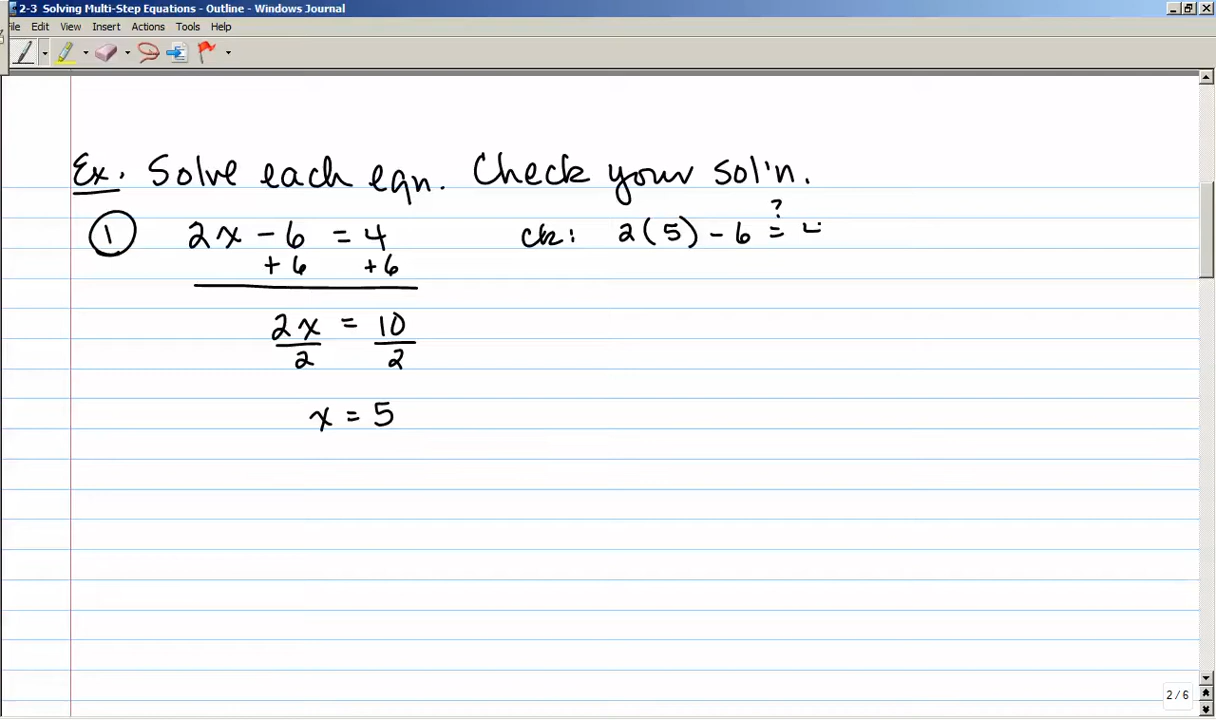 2-3 Solving Multi-Step Equations - Outline - Windows Journal
File Edit View Insert Actions Tools Help
Ex. Solve each eqn. Check your sol'n.
① 2x - 6 = 4 ck: 2(5) - 6 ?=
+6 +6
2x = 10
2 2
x = 5
2 / 6